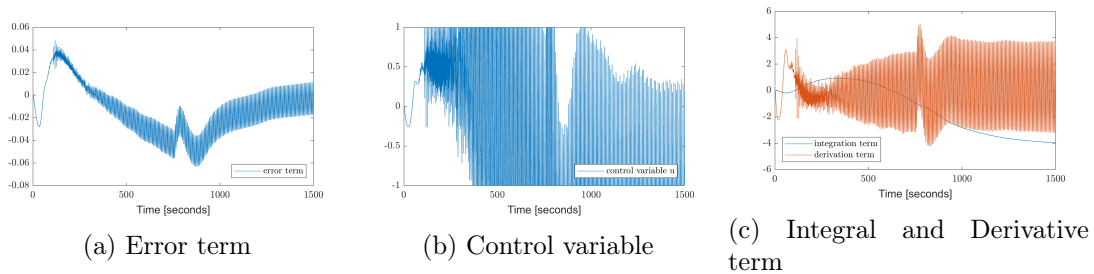 0.06
0.04
0.02
0
-0.02
-0.04
-0.06
-0.08
0
500
1000
1500
error term
Time [seconds]
(a) Error term
1
0.5
0
-0.5
-1
0
500
1000
1500
control variable u
Time [seconds]
(b) Control variable
6
4
2
0
-2
-4
-6
0
500
1000
1500
integration term
derivation term
Time [seconds]
(c) Integral and Derivative
term